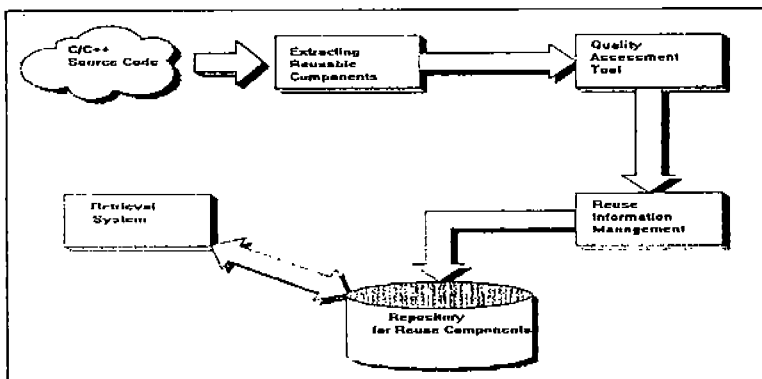 C/C++
Source Code
Extracting
Reusable
Components
Quality
Assessment
Tool
Retrieval
System
Reuse
Information
Management
Repository
for Reuse Components